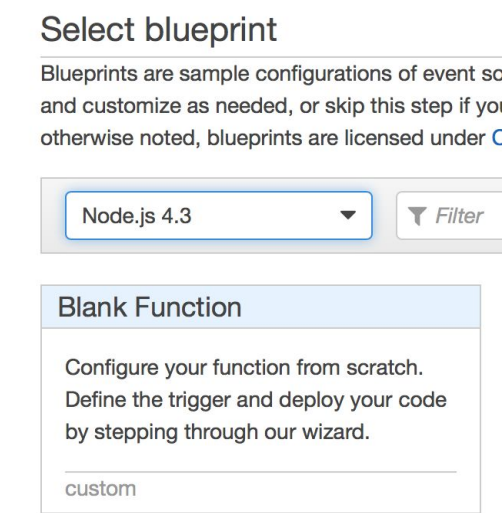 Select blueprint
Blueprints are sample configurations of event
and customize as needed, or skip this step if
otherwise noted, blueprints are licensed under
Node.js 4.3
Filter
Blank Function
Configure your function from scratch.
Define the trigger and deploy your code
by stepping through our wizard.
custom